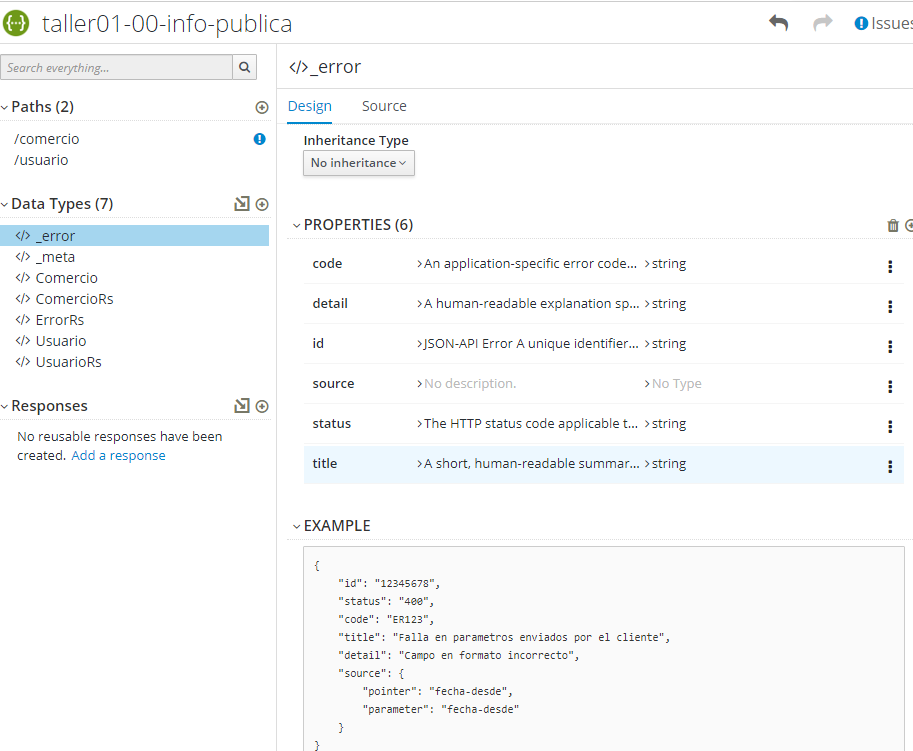 taller01-00-info-publica
Issues
Search everything...
Paths (2)
/comercio
/usuario
Data Types (7)
</> _error
</> _meta
</> Comercio
</> ComercioRs
</> ErrorRs
</> Usuario
</> UsuarioRs
Responses
No reusable responses have been
created. Add a response
</>_error
Design Source
Inheritance Type
No inheritance
PROPERTIES (6)
code An application-specific error code... string
detail A human-readable explanation sp... string
id JSON-API Error A unique identifier... string
source No description. No Type
status The HTTP status code applicable t... string
title A short, human-readable summar... string
EXAMPLE
{
"id": "12345678",
"status": "400",
"code": "ER123",
"title": "Falla en parametros enviados por el cliente",
"detail": "Campo en formato incorrecto",
"source": {
"pointer": "fecha-desde",
"parameter": "fecha-desde"
}
}